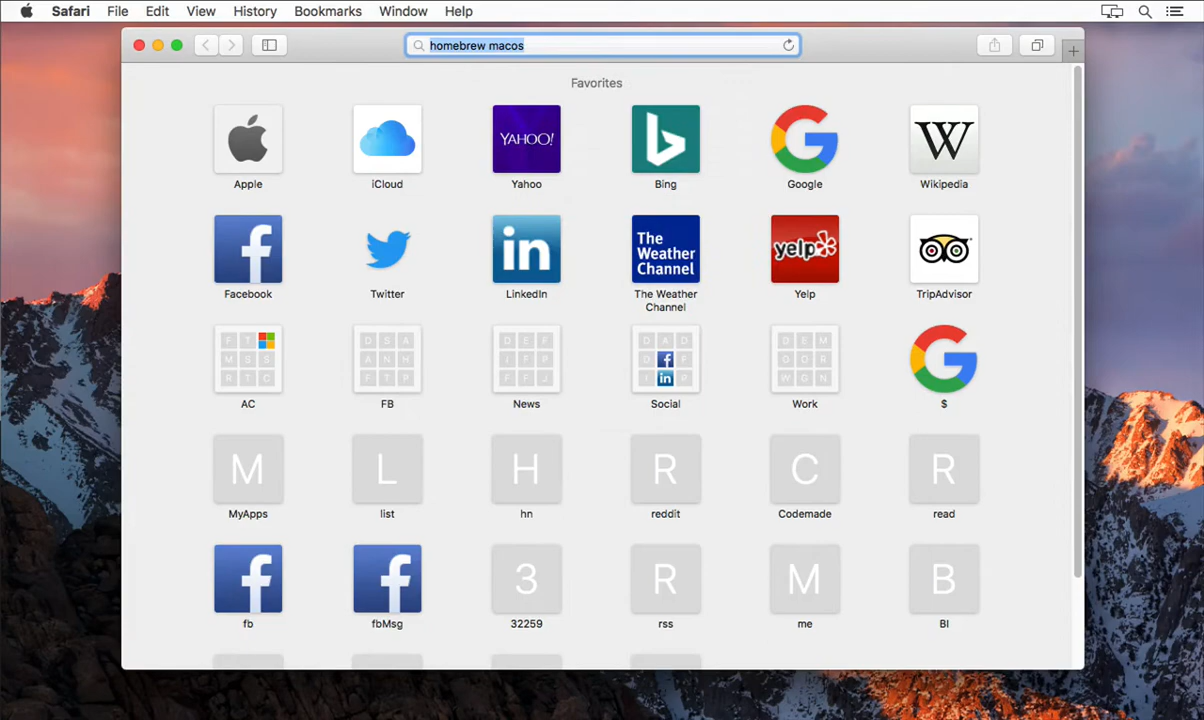 Safari File Edit View History Bookmarks Window Help
homebrew macos
Favorites
YAHOO!
W
Apple iCloud Yahoo Bing Google Wikipedia
The
Weather
Channel
in
yelp
Facebook Twitter LinkedIn The Weather Yelp TripAdvisor
Channel
AC FB News Social Work $
M L H R C R
MyApps list hn reddit Codemade read
3 R M B
fb fbMsg 32259 rss me